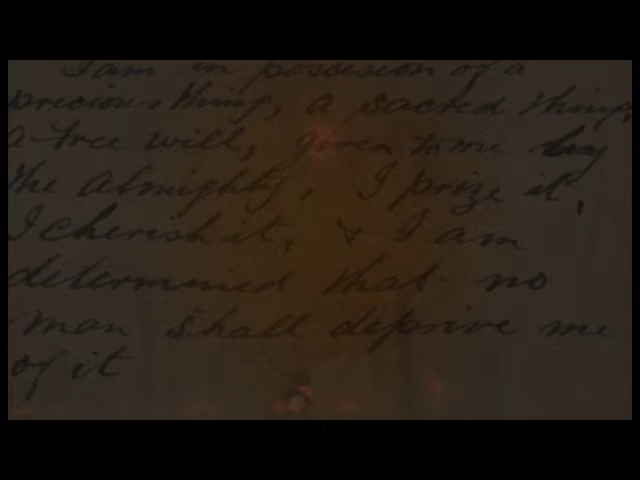 I am in possesion of a
precious thing, a sacred thing,
a free will, given to me by
the Almighty, I prize it,
I cherish it, & I am
determined that no
man shall deprive me
of it